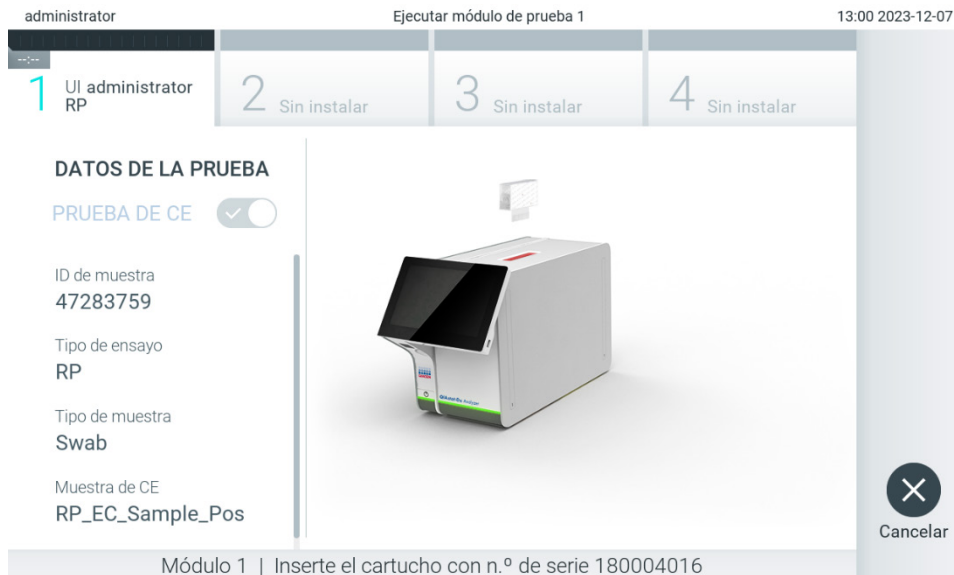 administrator
Ejecutar módulo de prueba 1
13:00 2023-12-07
--:--
1 UI administrator
RP
2 Sin instalar
3 Sin instalar
4 Sin instalar
DATOS DE LA PRUEBA
PRUEBA DE CE
ID de muestra
47283759
Tipo de ensayo
RP
Tipo de muestra
Swab
Muestra de CE
RP_EC_Sample_Pos
Cancelar
Módulo 1 | Inserte el cartucho con n.º de serie 180004016